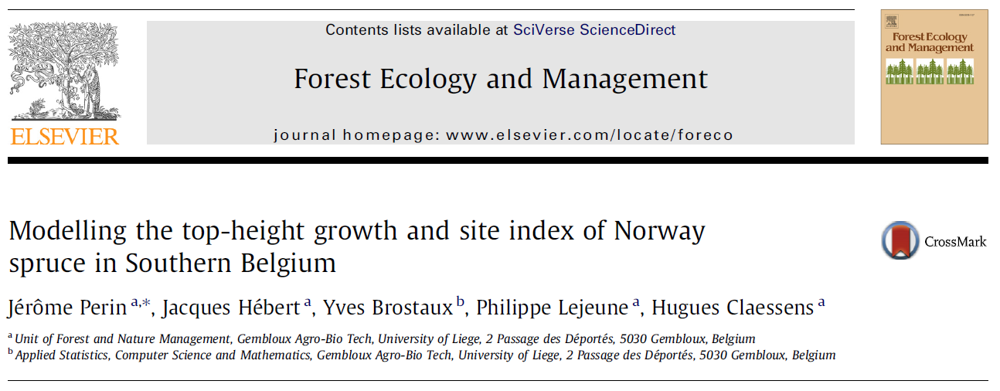 Contents lists available at SciVerse ScienceDirect
Forest Ecology and Management
journal homepage: www.elsevier.com/locate/foreco
ELSEVIER
Forest Ecology
and Management
Modelling the top-height growth and site index of Norway
spruce in Southern Belgium
CrossMark
Jérôme Perin a,*, Jacques Hébert a, Yves Brostaux b, Philippe Lejeune a, Hugues Claessens a
a Unit of Forest and Nature Management, Gembloux Agro-Bio Tech, University of Liege, 2 Passage des Déportés, 5030 Gembloux, Belgium
b Applied Statistics, Computer Science and Mathematics, Gembloux Agro-Bio Tech, University of Liege, 2 Passage des Déportés, 5030 Gembloux, Belgium